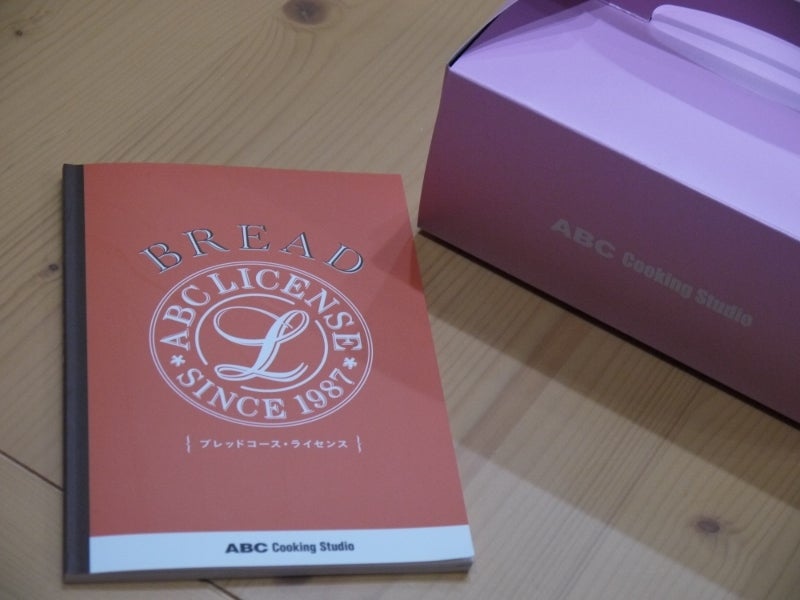 BREAD
ABC LICENSE
L
* SINCE 1987 *
{ ブレッドコース・ライセンス }
ABC Cooking Studio
ABC Cooking Studio